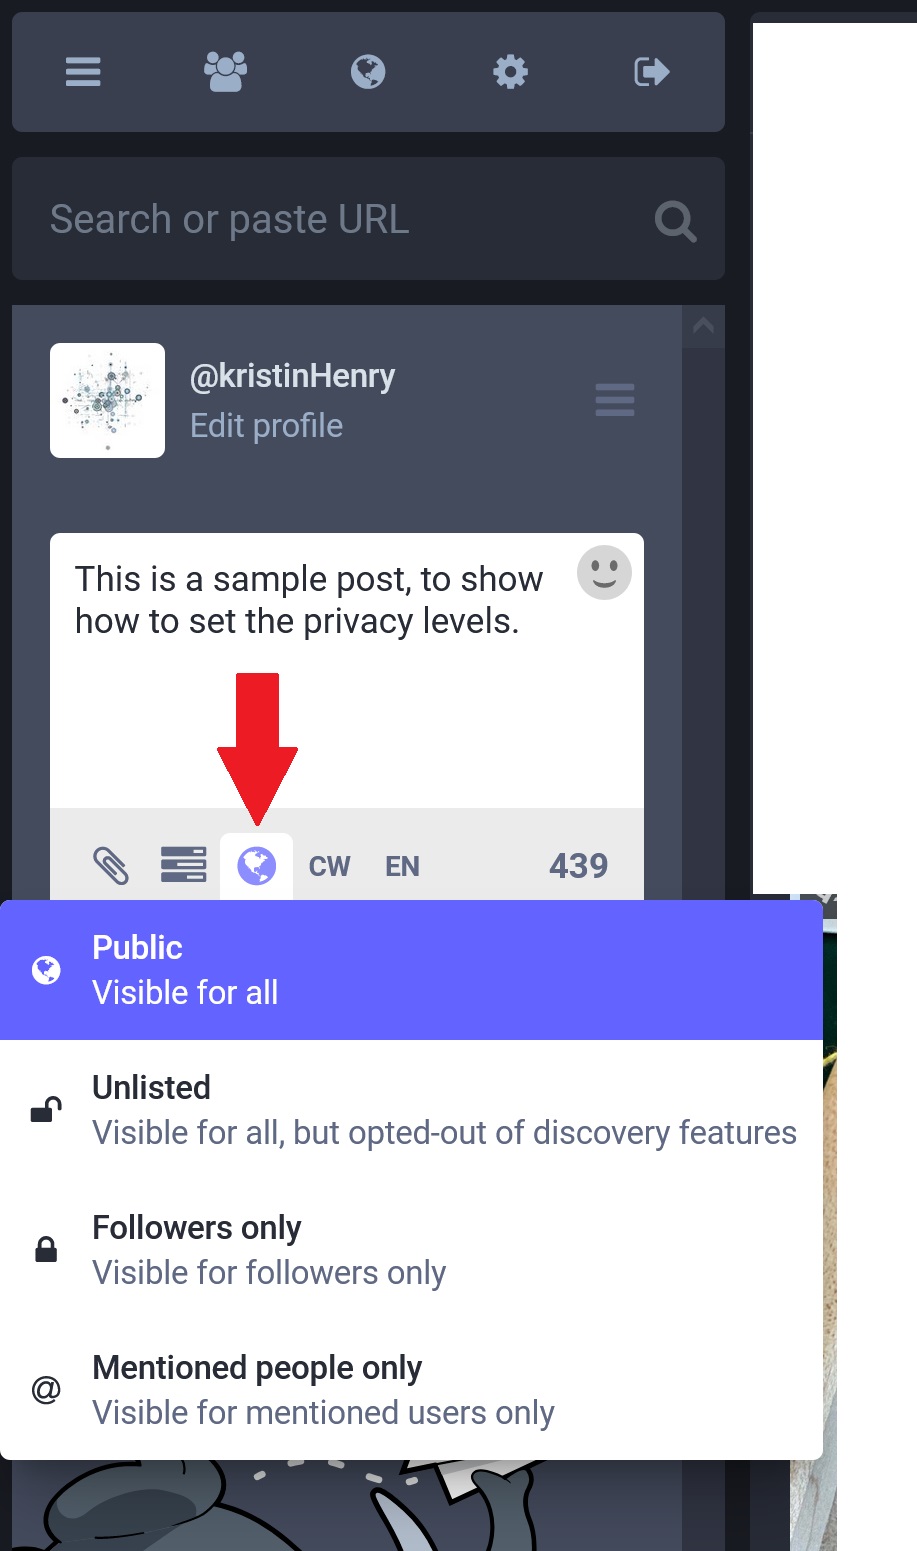 Search or paste URL
@kristinHenry
Edit profile
This is a sample post, to show
how to set the privacy levels.
CW EN 439
Public
Visible for all
Unlisted
Visible for all, but opted-out of discovery features
Followers only
Visible for followers only
Mentioned people only
Visible for mentioned users only